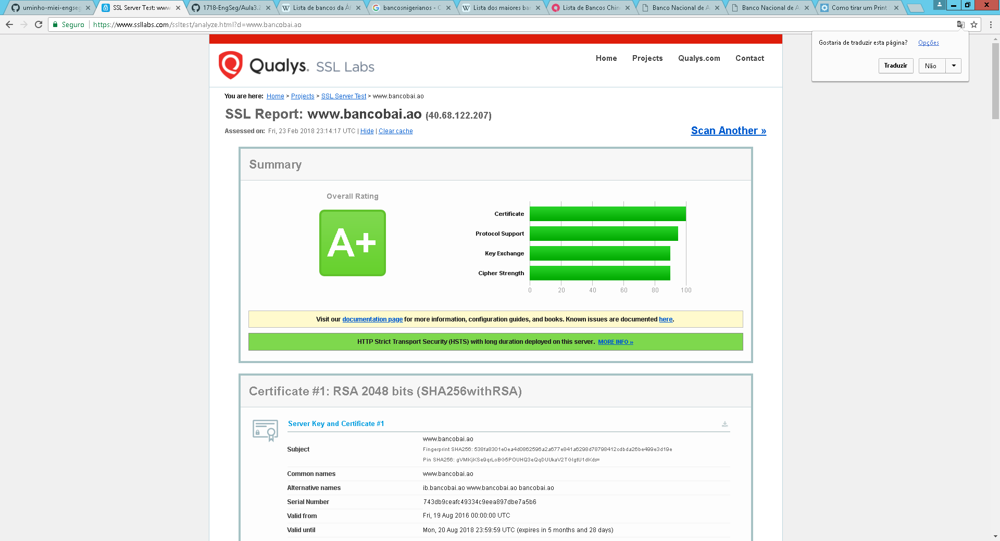 uminho-miei-engseg
SSL Server Test: www
1718-EngSeg/Aula3.2
Lista de bancos da Áf
bancosnigerianos - 
Lista dos maiores ban
Lista de Bancos Chin
Banco Nacional de A
Banco Nacional de A
Como tirar um Print
Seguro https://www.ssllabs.com/ssltest/analyze.html?d=www.bancobai.ao
Gostaria de traduzir esta página? Opções
Traduzir Não
Qualys. SSL Labs
Home Projects Qualys.com Contact
You are here: Home > Projects > SSL Server Test > www.bancobai.ao
SSL Report: www.bancobai.ao (40.68.122.207)
Assessed on: Fri, 23 Feb 2018 23:14:17 UTC | Hide | Clear cache
Scan Another »
Summary
Overall Rating
A+
Certificate
Protocol Support
Key Exchange
Cipher Strength
0 20 40 60 80 100
Visit our documentation page for more information, configuration guides, and books. Known issues are documented here.
HTTP Strict Transport Security (HSTS) with long duration deployed on this server. MORE INFO »
Certificate #1: RSA 2048 bits (SHA256withRSA)
Server Key and Certificate #1
Subject
www.bancobai.ao
Fingerprint SHA256: 538fa8301e0ea4d0862596a2a677e841a6298d78798412cdbda26be499e3d19e
Pin SHA256: gVMKjKSe9qrLoBG5POUHQ3eQqDUUkaV2TGlgtU1dKds=
Common names www.bancobai.ao
Alternative names ib.bancobai.ao www.bancobai.ao bancobai.ao
Serial Number 743db9ceafc49334c9eea897dbe7a5b6
Valid from Fri, 19 Aug 2016 00:00:00 UTC
Valid until Mon, 20 Aug 2018 23:59:59 UTC (expires in 5 months and 28 days)